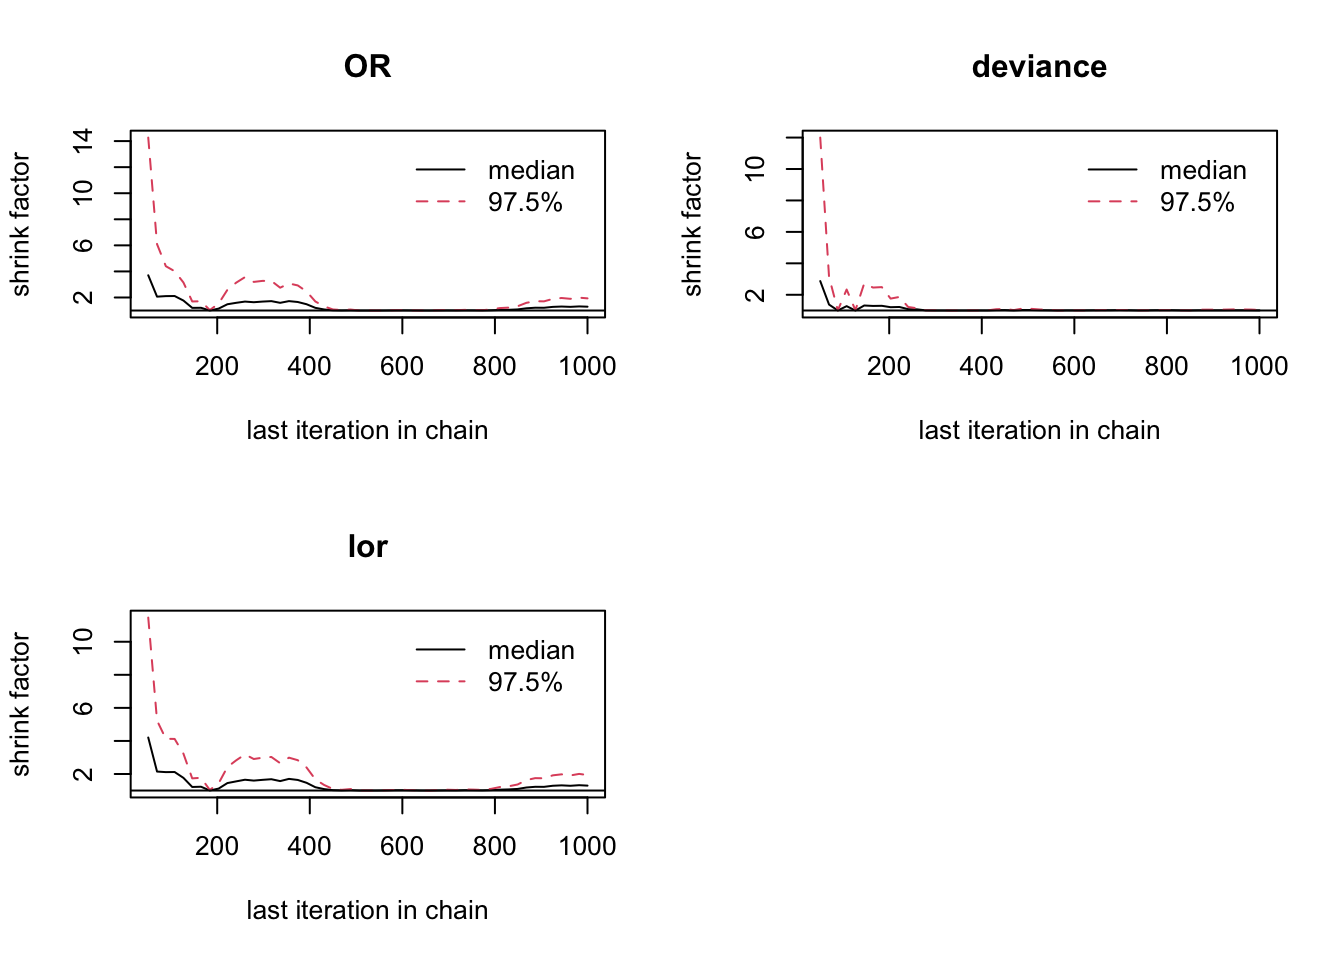 OR
shrink factor
14
10
6
2
median
97.5%
200 400 600 800 1000
last iteration in chain
deviance
shrink factor
10
6
2
median
97.5%
200 400 600 800 1000
last iteration in chain
lor
shrink factor
10
6
2
median
97.5%
200 400 600 800 1000
last iteration in chain